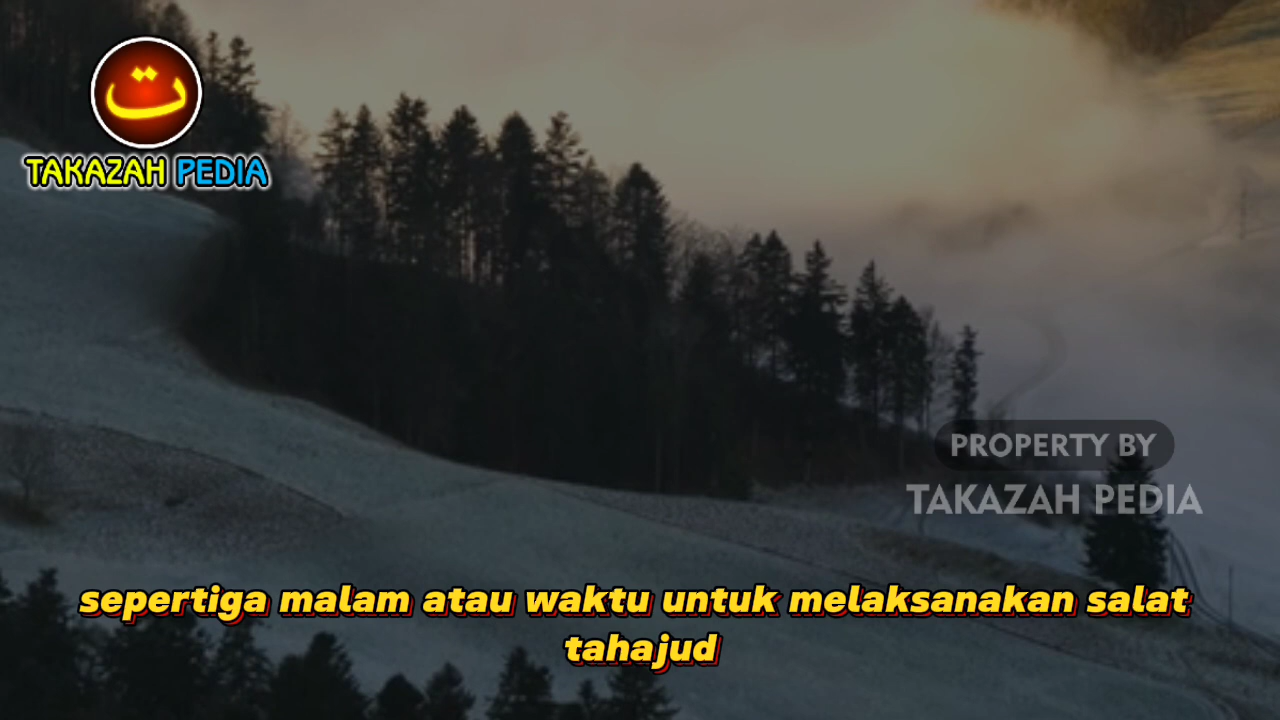 ت
TAKAZAH PEDIA
PROPERTY BY
TAKAZAH PEDIA
sepertiga malam atau waktu untuk melaksanakan salat
tahajud